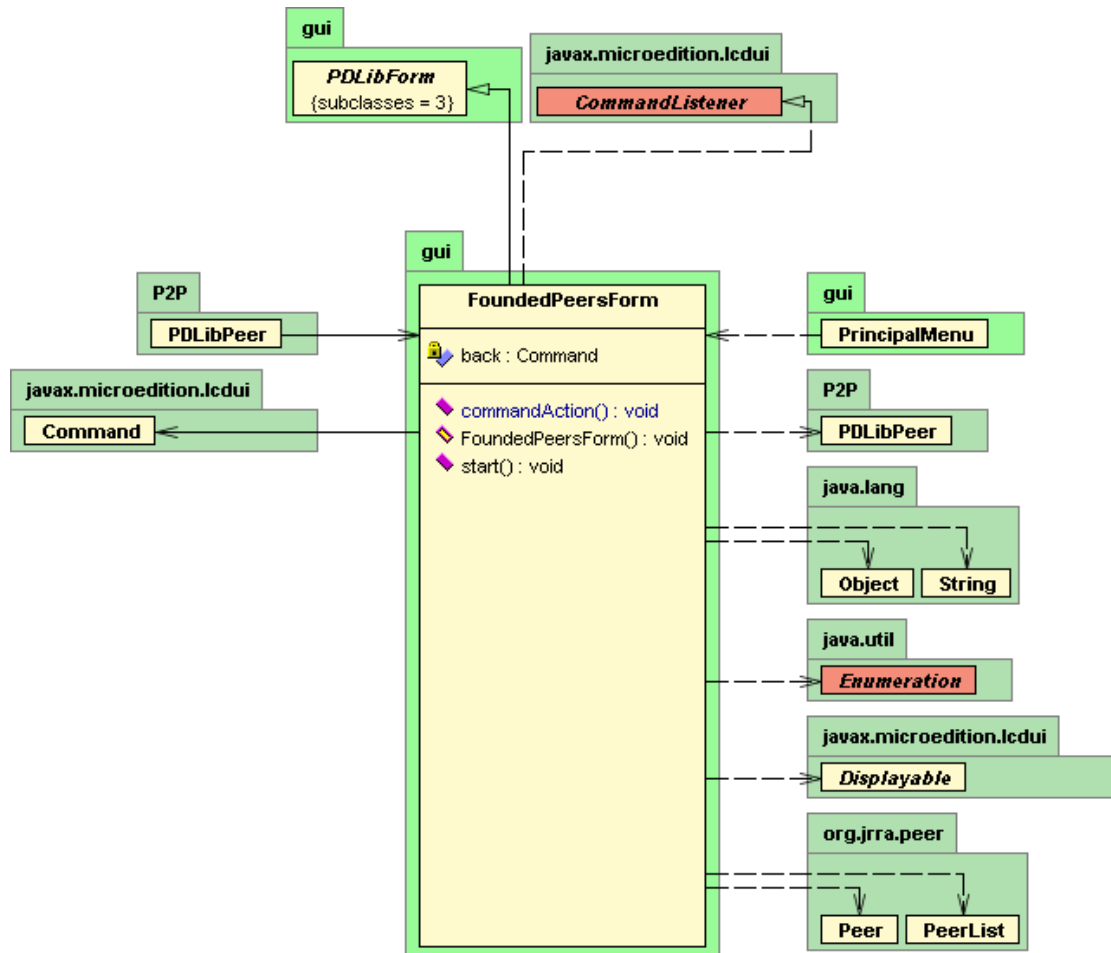 gui
PDLibForm
{subclasses = 3}
javax.microedition.lcdui
CommandListener
gui
FoundedPeersForm
back : Command
commandAction() : void
FoundedPeersForm() : void
start() : void
P2P
PDLibPeer
javax.microedition.lcdui
Command
gui
PrincipalMenu
P2P
PDLibPeer
java.lang
Object
String
java.util
Enumeration
javax.microedition.lcdui
Displayable
org.jrra.peer
Peer
PeerList